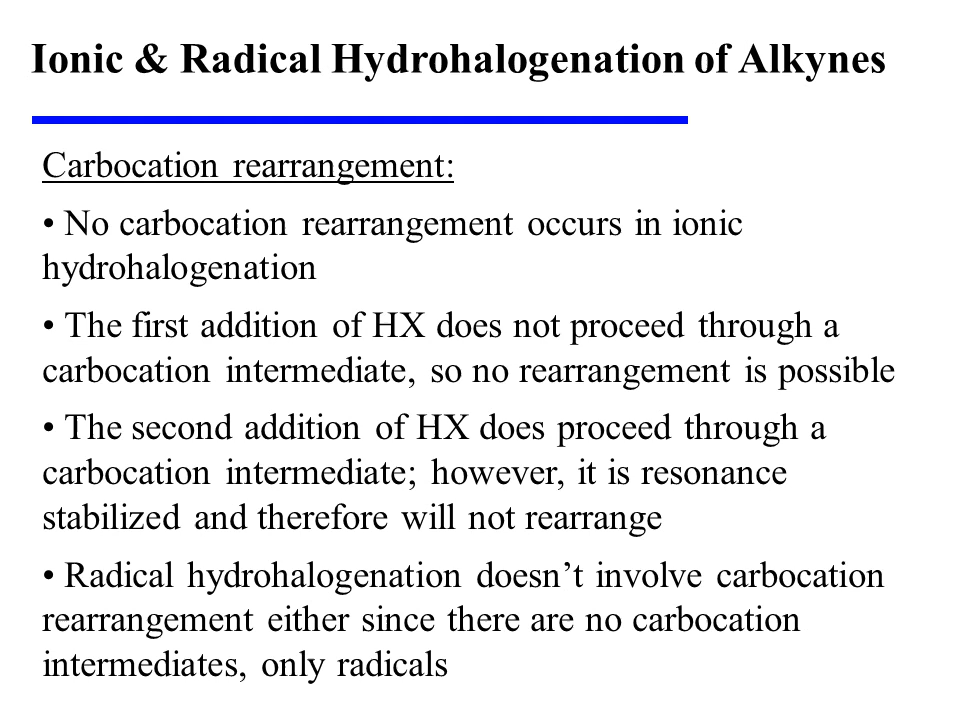 Ionic & Radical Hydrohalogenation of Alkynes
Carbocation rearrangement:
• No carbocation rearrangement occurs in ionic
hydrohalogenation
• The first addition of HX does not proceed through a
carbocation intermediate, so no rearrangement is possible
• The second addition of HX does proceed through a
carbocation intermediate; however, it is resonance
stabilized and therefore will not rearrange
• Radical hydrohalogenation doesn’t involve carbocation
rearrangement either since there are no carbocation
intermediates, only radicals